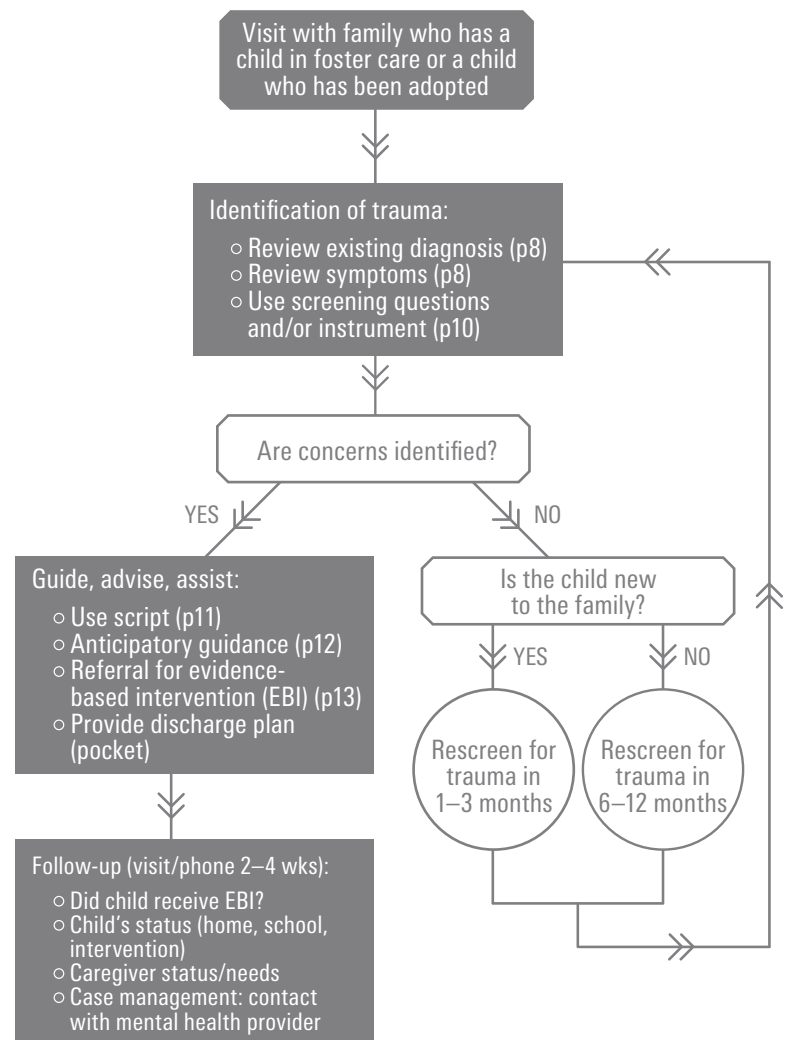 Visit with family who has a
child in foster care or a child
who has been adopted
Identification of trauma:
○ Review existing diagnosis (p8)
○ Review symptoms (p8)
○ Use screening questions
and/or instrument (p10)
Are concerns identified?
YES
NO
Guide, advise, assist:
○ Use script (p11)
○ Anticipatory guidance (p12)
○ Referral for evidence-
based intervention (EBI) (p13)
○ Provide discharge plan
(pocket)
Is the child new
to the family?
YES
NO
Rescreen for
trauma in
1–3 months
Rescreen for
trauma in
6–12 months
Follow-up (visit/phone 2–4 wks):
○ Did child receive EBI?
○ Child's status (home, school,
intervention)
○ Caregiver status/needs
○ Case management: contact
with mental health provider